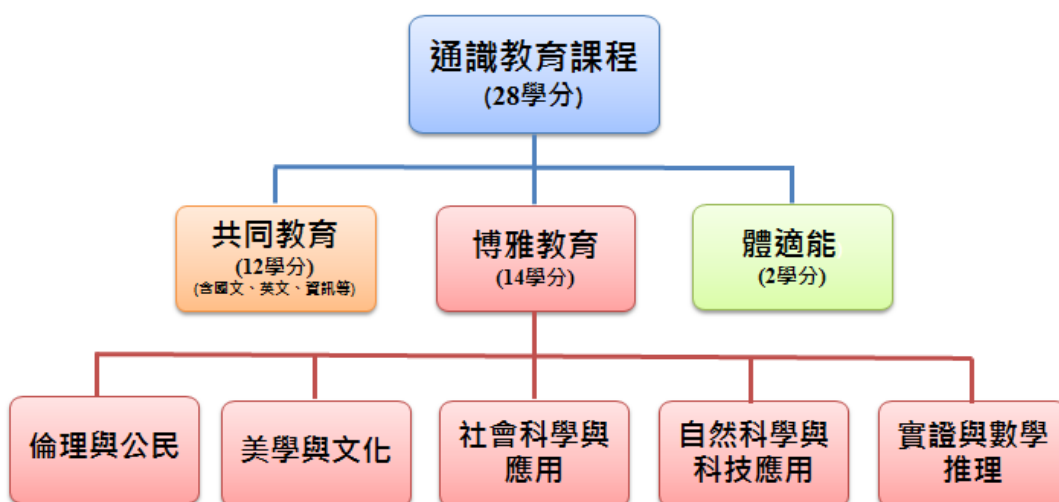 通識教育課程
(28學分)
共同教育
(12學分)
(含國文、英文、資訊等)
博雅教育
(14學分)
體適能
(2學分)
倫理與公民
美學與文化
社會科學與
應用
自然科學與
科技應用
實證與數學
推理